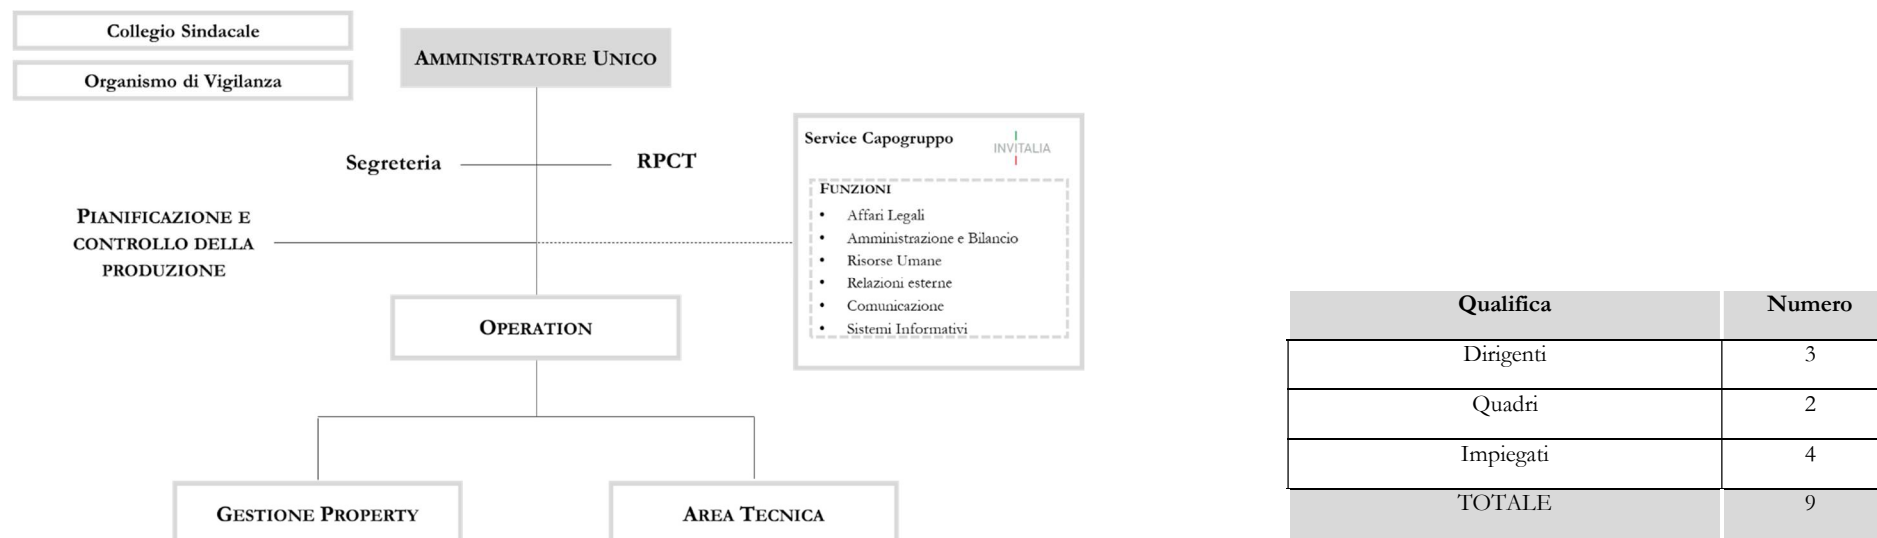 Collegio Sindacale
Organismo di Vigilanza
AMMINISTRATORE UNICO
Segreteria
RPCT
PIANIFICAZIONE E
CONTROLLO DELLA
PRODUZIONE
Service Capogruppo
INVITALIA
FUNZIONI
• Affari Legali
• Amministrazione e Bilancio
• Risorse Umane
• Relazioni esterne
• Comunicazione
• Sistemi Informativi
OPERATION
GESTIONE PROPERTY
AREA TECNICA
Qualifica Numero
Dirigenti 3
Quadri 2
Impiegati 4
TOTALE 9